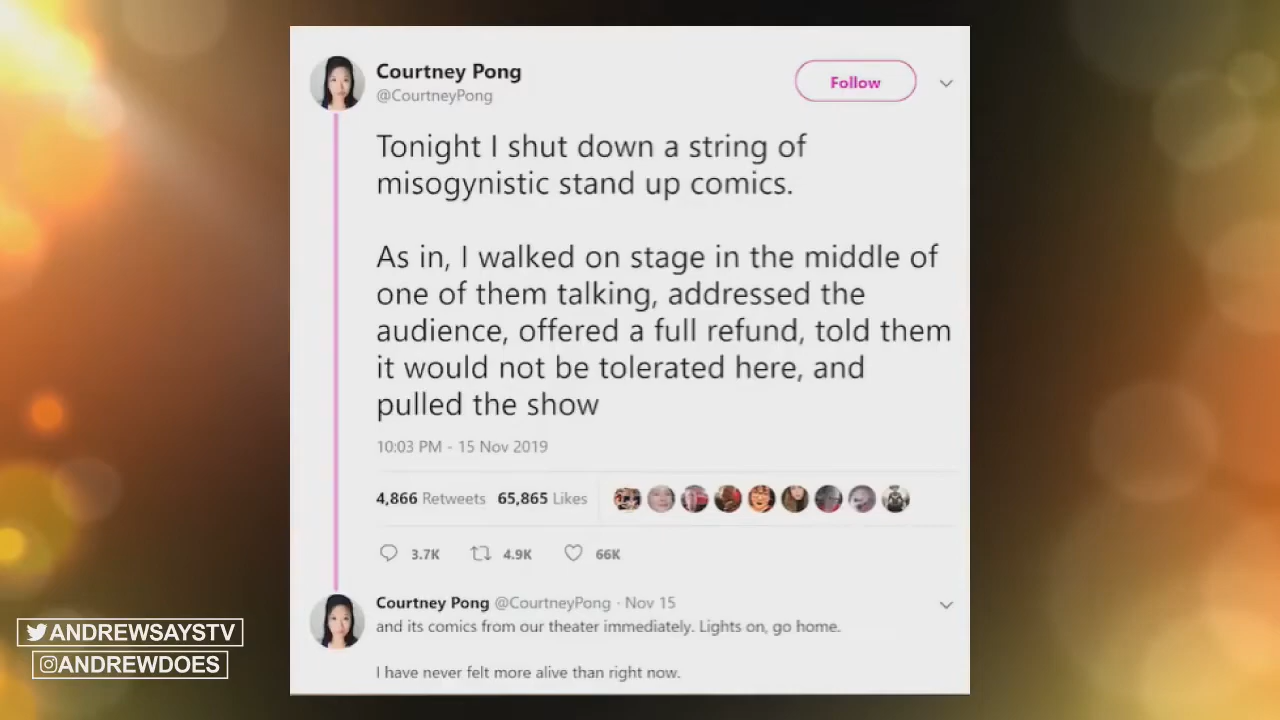 Courtney Pong
@CourtneyPong
Follow
Tonight I shut down a string of
misogynistic stand up comics.
As in, I walked on stage in the middle of
one of them talking, addressed the
audience, offered a full refund, told them
it would not be tolerated here, and
pulled the show
10:03 PM - 15 Nov 2019
4,866 Retweets 65,865 Likes
3.7K 4.9K 66K
Courtney Pong @CourtneyPong · Nov 15
and its comics from our theater immediately. Lights on, go home.
I have never felt more alive than right now.
ANDREWSAYSTV
ANDREWDOES